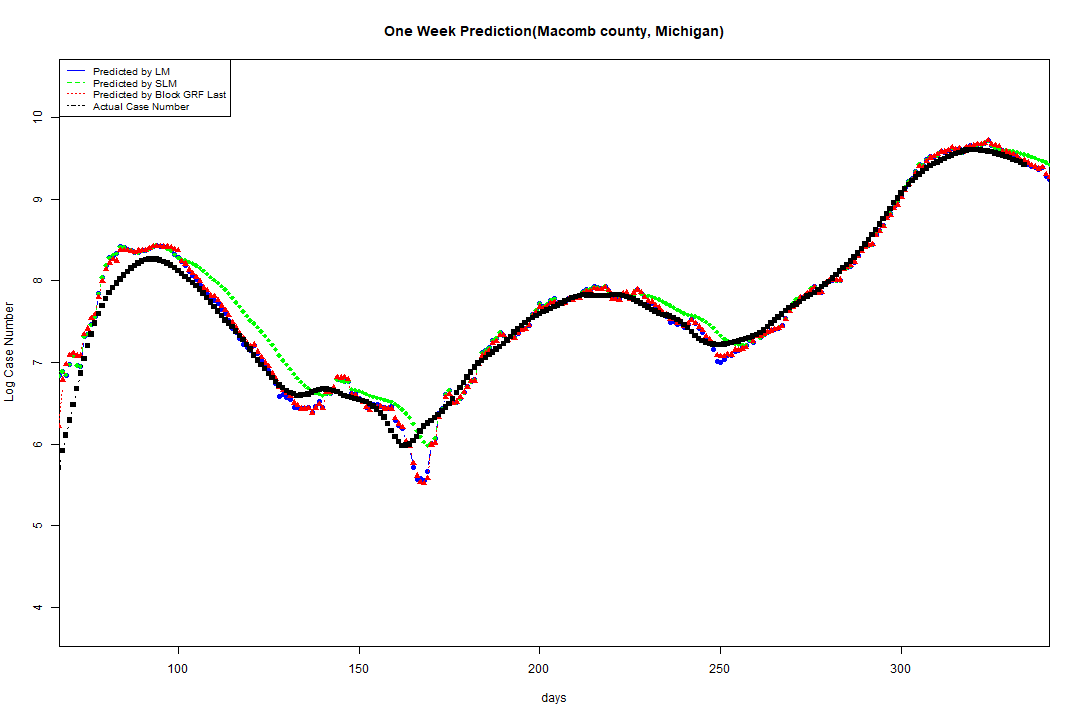 One Week Prediction(Macomb county, Michigan)
Predicted by LM
Predicted by SLM
Predicted by Block GRF Last
Actual Case Number
Log Case Number
10
9
8
7
6
5
4
100 150 200 250 300
days